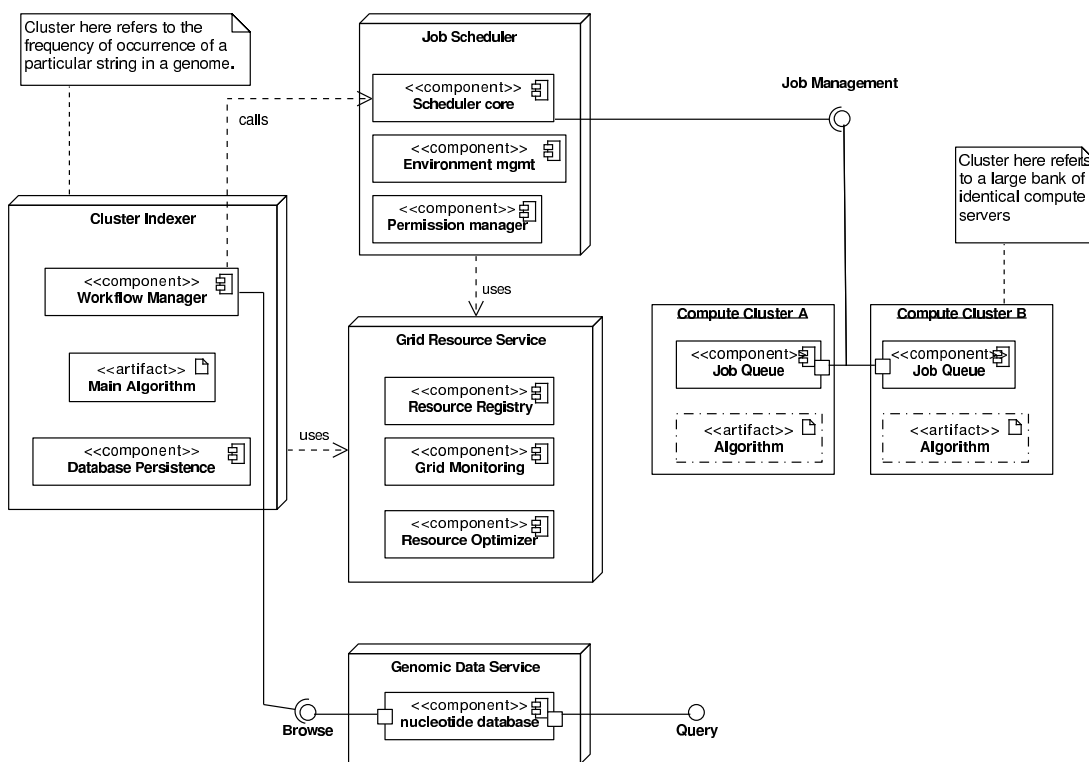 Cluster here refers to the
frequency of occurrence of a
particular string in a genome.
Job Scheduler
<<component>>
Scheduler core
<<component>>
Environment mgmt
<<component>>
Permission manager
calls
Job Management
Cluster here refers
to a large bank of
identical compute
servers
Cluster Indexer
<<component>>
Workflow Manager
<<artifact>>
Main Algorithm
<<component>>
Database Persistence
uses
uses
Grid Resource Service
<<component>>
Resource Registry
<<component>>
Grid Monitoring
<<component>>
Resource Optimizer
Compute Cluster A
<<component>>
Job Queue
<<artifact>>
Algorithm
Compute Cluster B
<<component>>
Job Queue
<<artifact>>
Algorithm
Genomic Data Service
<<component>>
nucleotide database
Browse
Query